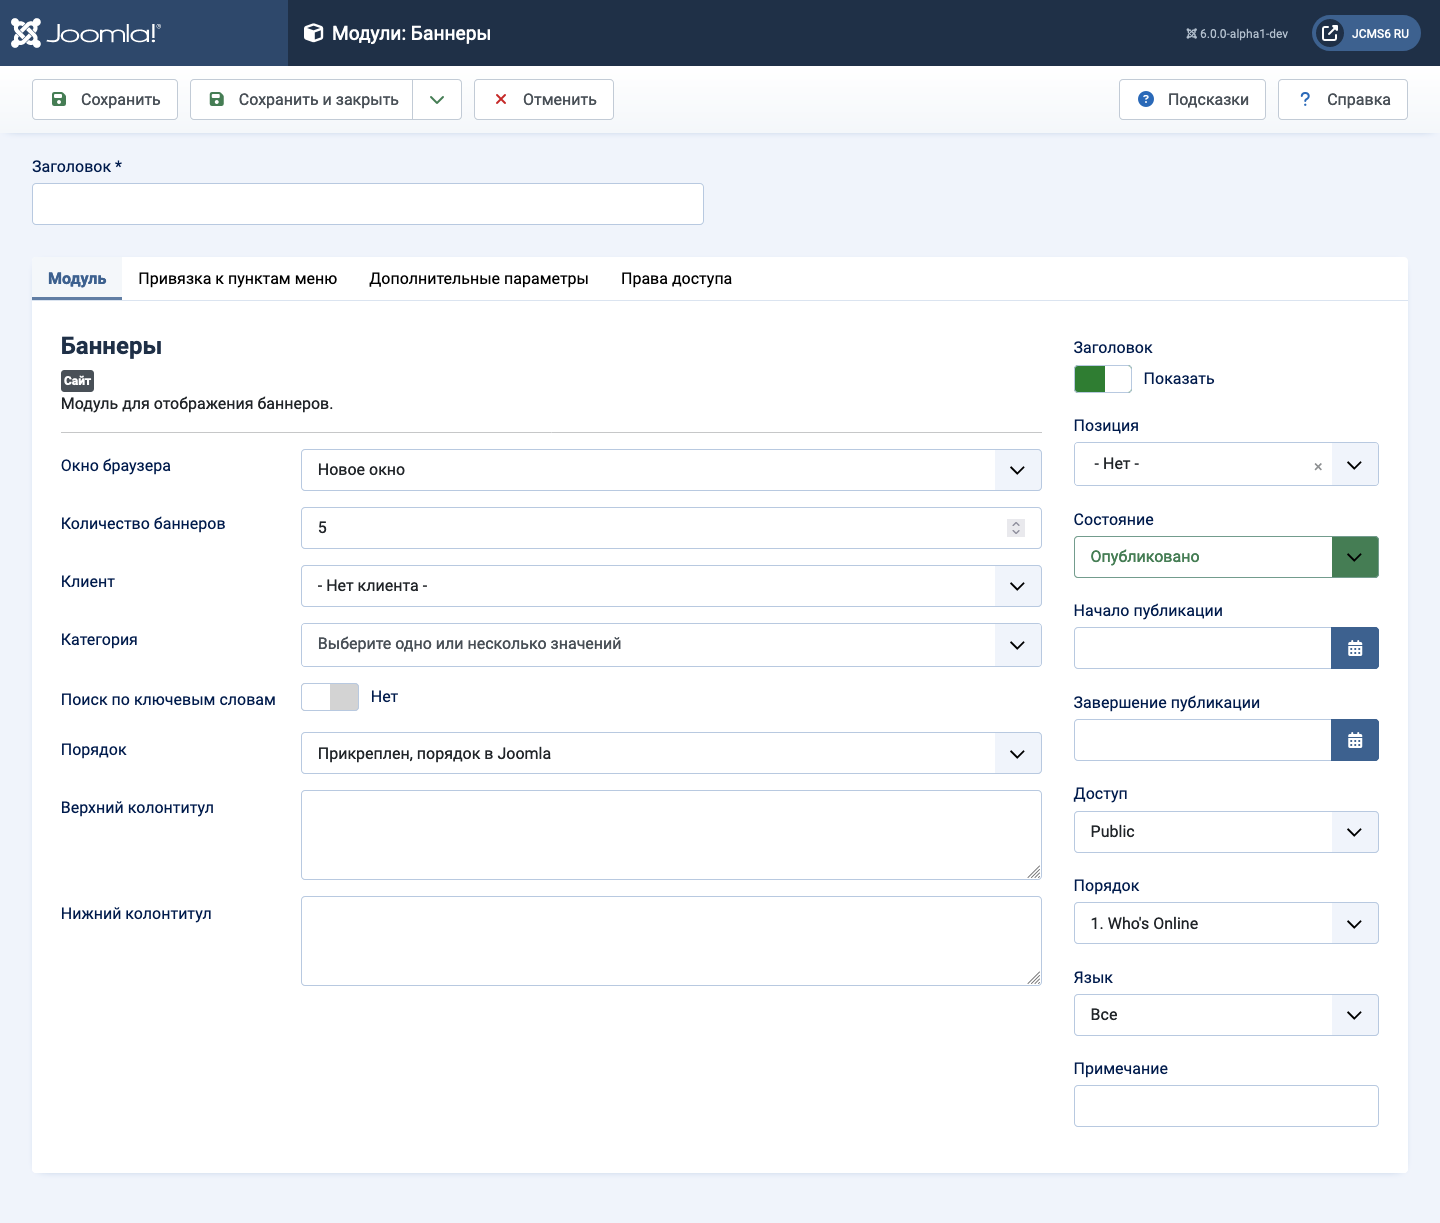 Joomla!®
Модули: Баннеры
6.0.0-alpha1-dev
JCMS6 RU
Сохранить
Сохранить и закрыть
Отменить
Подсказки
Справка
Заголовок *
Модуль
Привязка к пунктам меню
Дополнительные параметры
Права доступа
Баннеры
Сайт
Модуль для отображения баннеров.
Окно браузера
Новое окно
Количество баннеров
5
Клиент
- Нет клиента -
Категория
Выберите одно или несколько значений
Поиск по ключевым словам
Нет
Порядок
Прикреплен, порядок в Joomla
Верхний колонтитул
Нижний колонтитул
Заголовок
Показать
Позиция
- Нет -
Состояние
Опубликовано
Начало публикации
Завершение публикации
Доступ
Public
Порядок
1. Who's Online
Язык
Все
Примечание